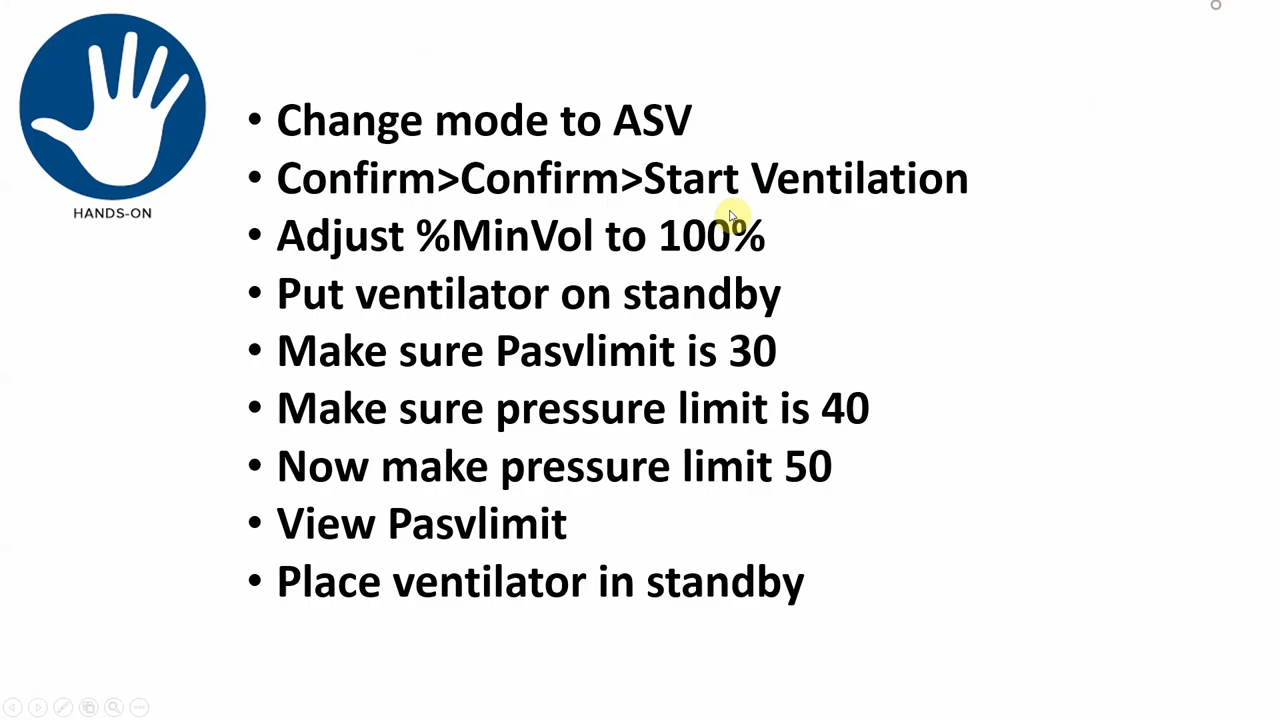 HANDS-ON
• Change mode to ASV
• Confirm>Confirm>Start Ventilation
• Adjust %MinVol to 100%
• Put ventilator on standby
• Make sure Pasvlimit is 30
• Make sure pressure limit is 40
• Now make pressure limit 50
• View Pasvlimit
• Place ventilator in standby